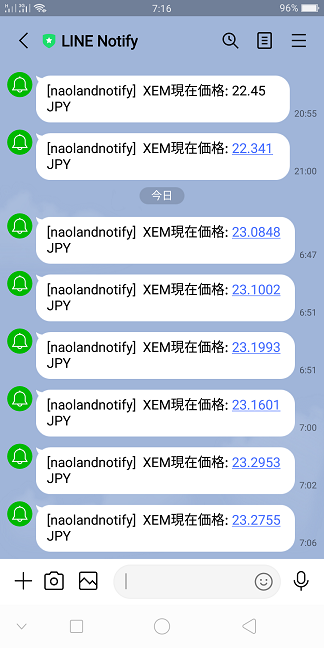 7:16
96%
LINE Notify
[naolandnotify] XEM現在価格: 22.45
JPY
20:55
[naolandnotify] XEM現在価格: 22.341
JPY
21:00
今日
[naolandnotify] XEM現在価格: 23.0848
JPY
6:47
[naolandnotify] XEM現在価格: 23.1002
JPY
6:51
[naolandnotify] XEM現在価格: 23.1993
JPY
6:51
[naolandnotify] XEM現在価格: 23.1601
JPY
7:00
[naolandnotify] XEM現在価格: 23.2953
JPY
7:02
[naolandnotify] XEM現在価格: 23.2755
JPY
7:06